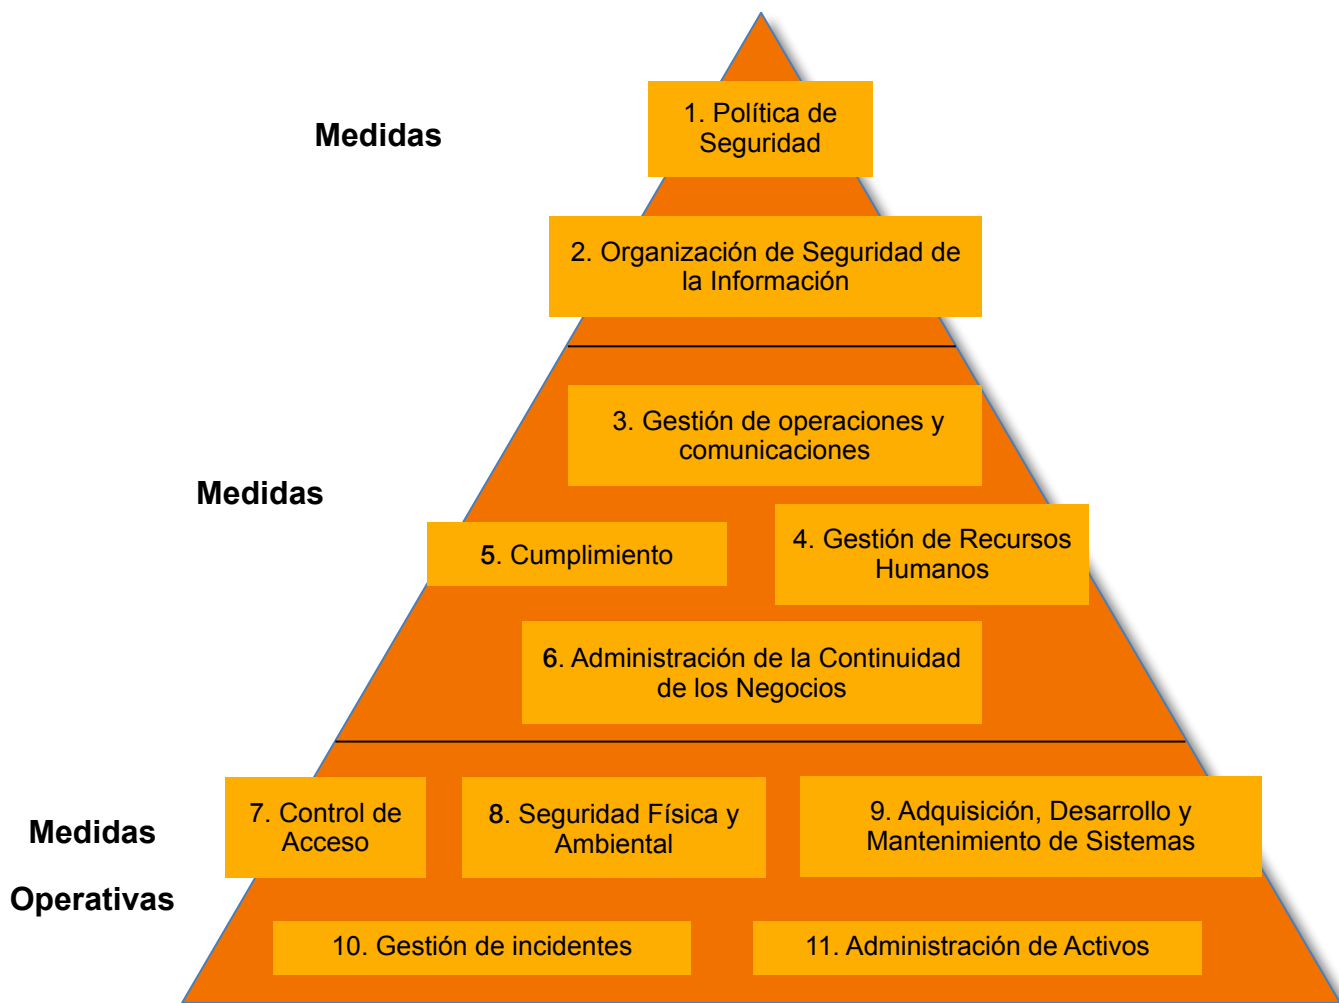 Medidas
1. Política de
Seguridad
2. Organización de Seguridad de
la Información
3. Gestión de operaciones y
comunicaciones
Medidas
5. Cumplimiento
4. Gestión de Recursos
Humanos
6. Administración de la Continuidad
de los Negocios
Medidas
Operativas
7. Control de
Acceso
8. Seguridad Física y
Ambiental
9. Adquisición, Desarrollo y
Mantenimiento de Sistemas
10. Gestión de incidentes
11. Administración de Activos